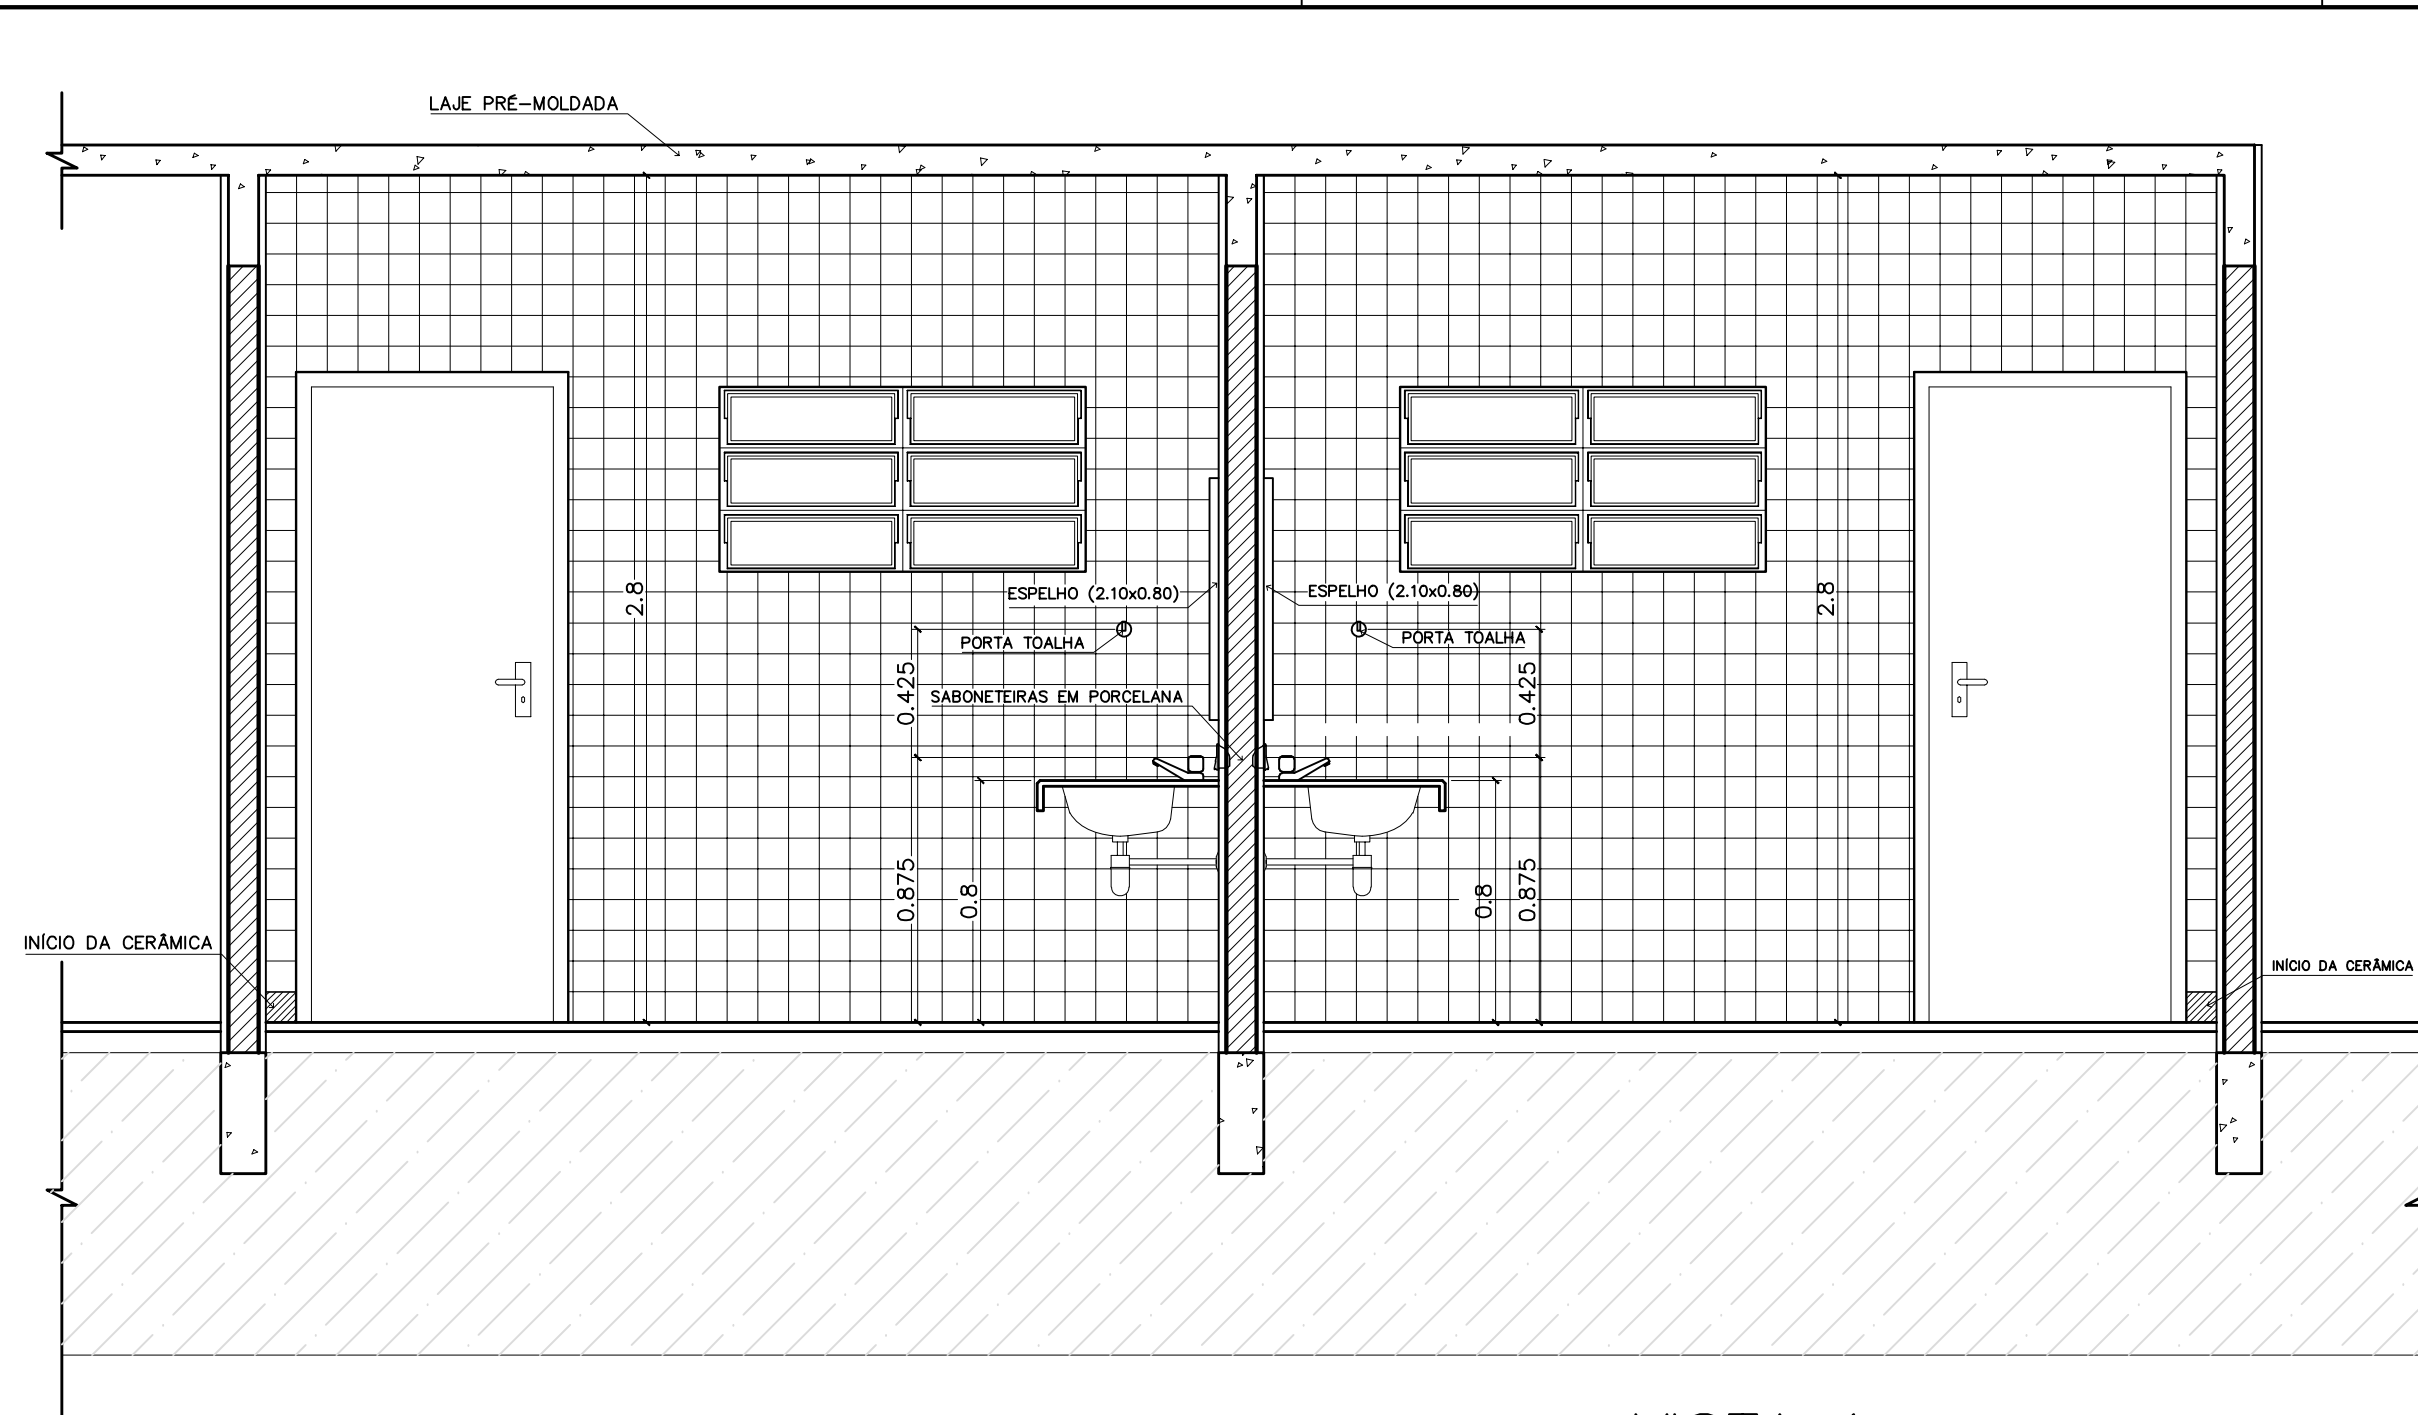 LAJE PRÉ-MOLDADA
2.8
2.8
ESPELHO (2.10x0.80)
ESPELHO (2.10x0.80)
PORTA TOALHA
PORTA TOALHA
0.425
SABONETEIRAS EM PORCELANA
0.425
0.875
0.8
0.8
0.875
INÍCIO DA CERÂMICA
INÍCIO DA CERÂMICA